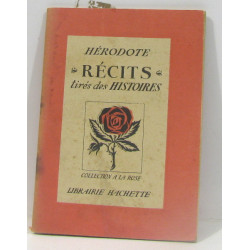 HÉRODOTE
RÉCITS
tirés des HISTOIRES
COLLECTION A LA ROSE
LIBRAIRIE HACHETTE